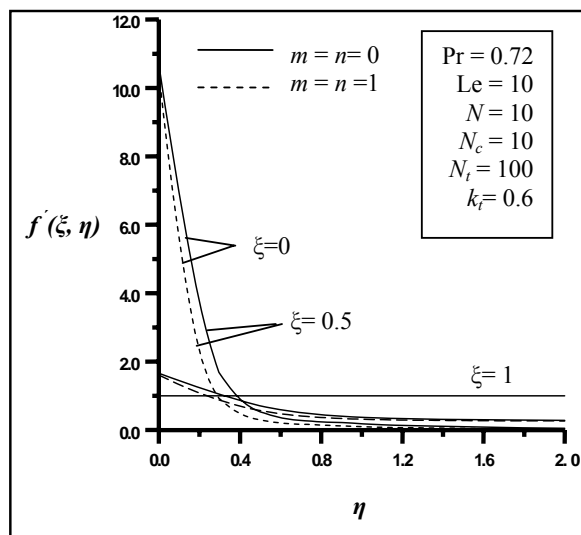 12.0
10.0
8.0
6.0
4.0
2.0
0.0
f′(ξ, η)
m = n= 0
m = n =1
Pr = 0.72
Le = 10
N = 10
N_c = 10
N_t = 100
k_t= 0.6
ξ=0
ξ= 0.5
ξ= 1
0.0 0.4 0.8 1.2 1.6 2.0
η